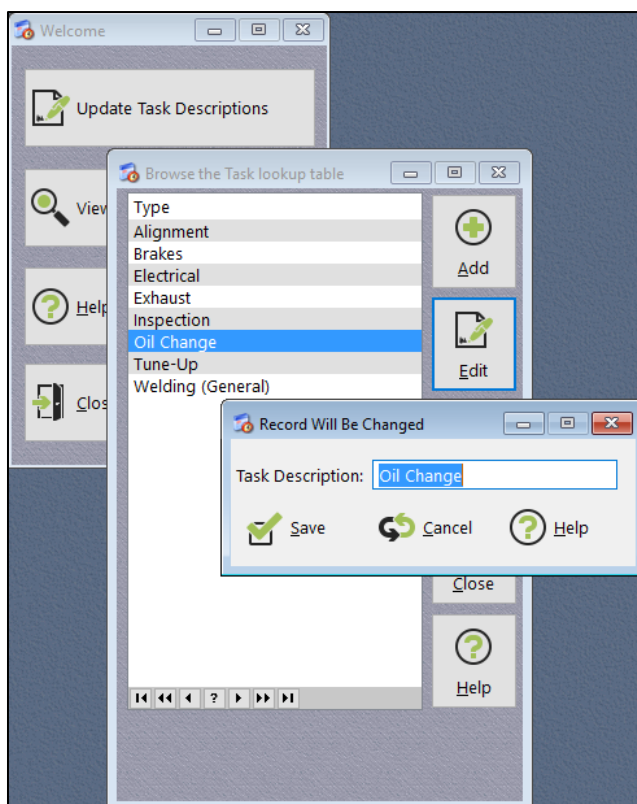 Welcome
Update Task Descriptions
View
Help
Clos
Browse the Task lookup table
Type
Alignment
Brakes
Electrical
Exhaust
Inspection
Oil Change
Tune-Up
Welding (General)
Add
Edit
Record Will Be Changed
Task Description: Oil Change
Save Cancel Help
Close
Help